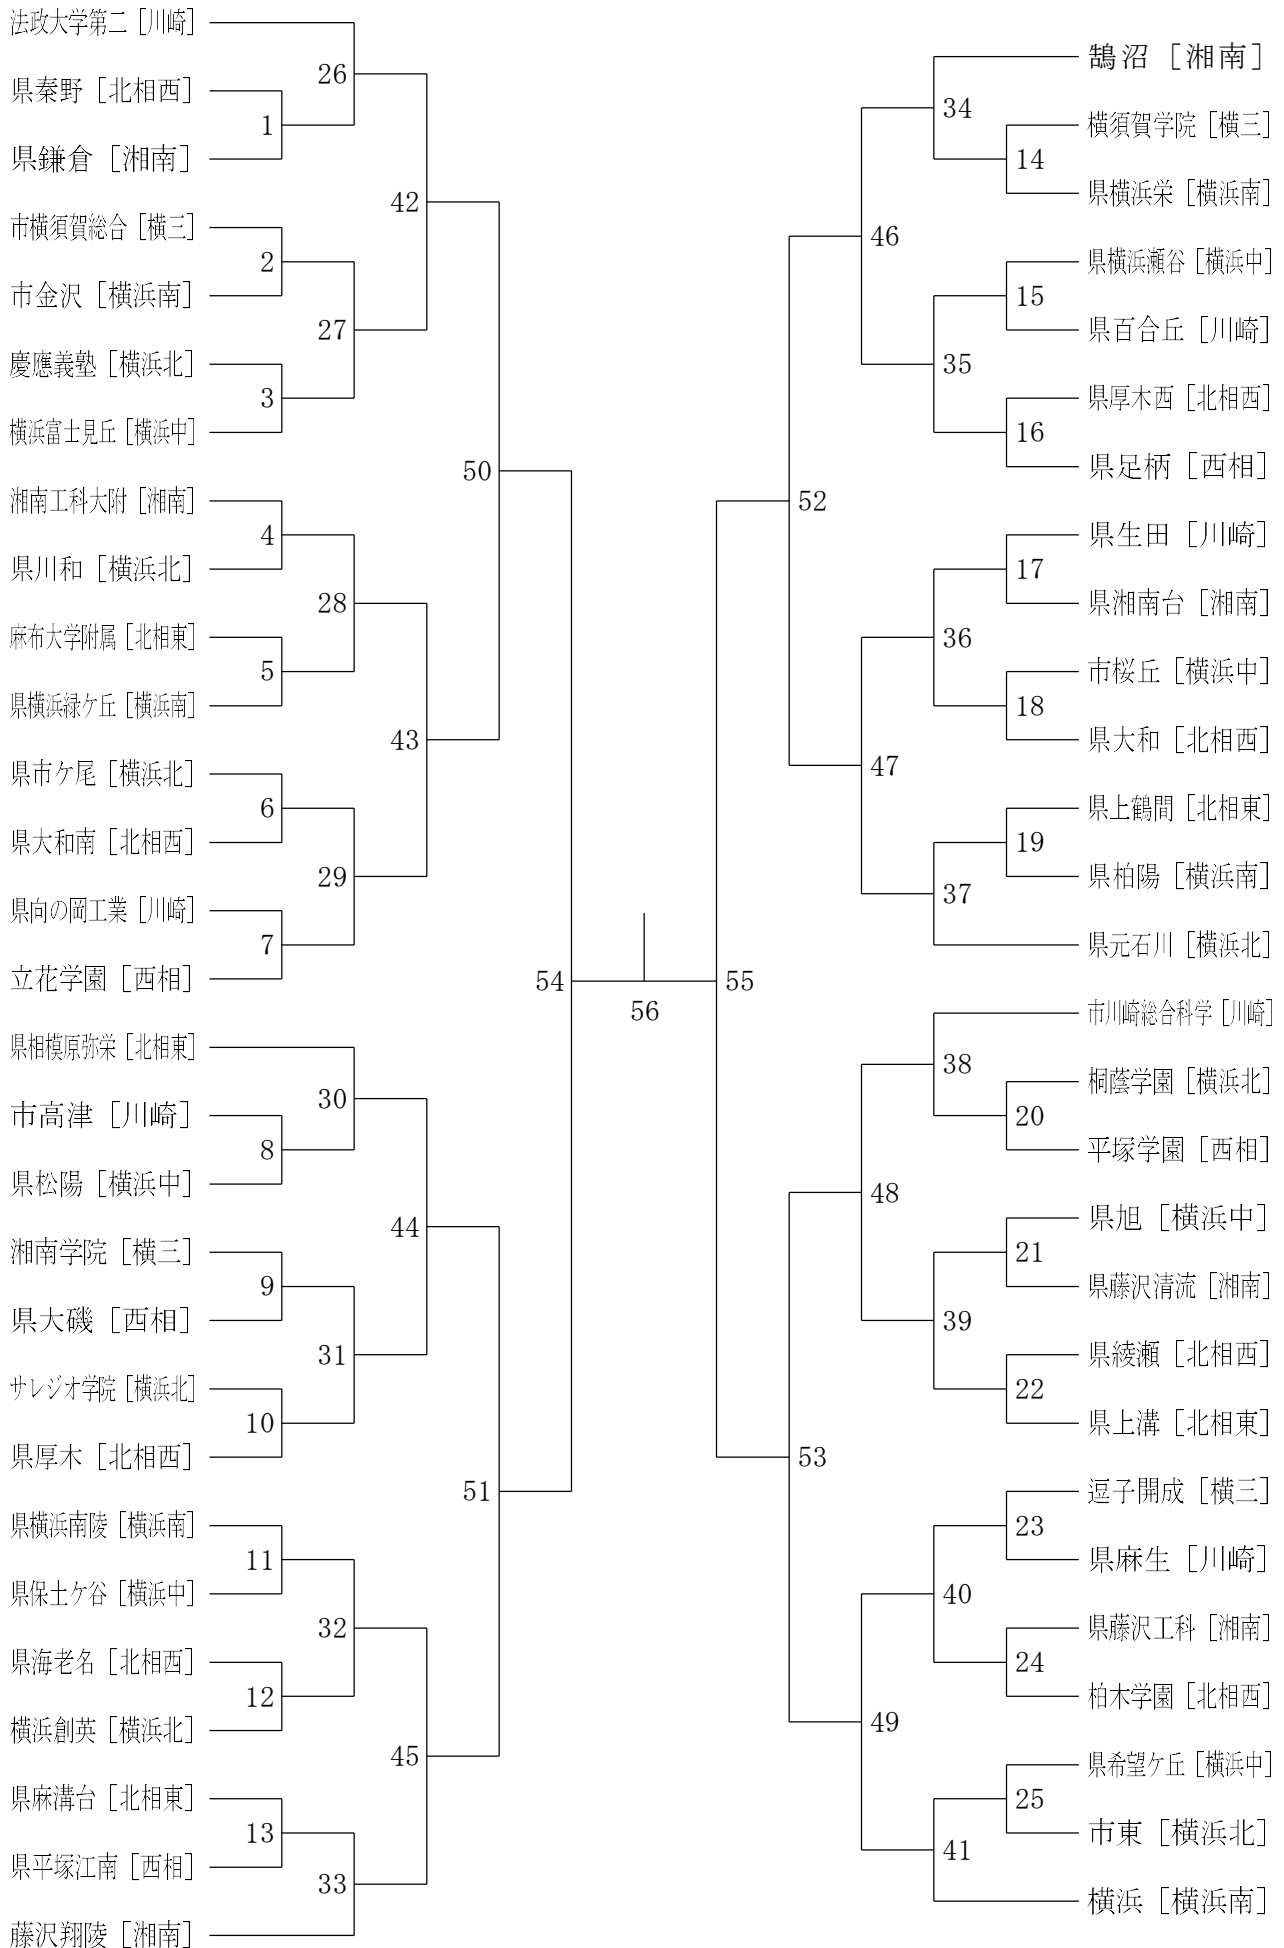 法政大学第二［川崎］
県秦野［北相西］
県鎌倉［湘南］
市横須賀総合［横三］
市金沢［横浜南］
慶應義塾［横浜北］
横浜富士見丘［横浜中］
湘南工科大附［湘南］
県川和［横浜北］
麻布大学附属［北相東］
県横浜緑ケ丘［横浜南］
県市ケ尾［横浜北］
県大和南［北相西］
県向の岡工業［川崎］
立花学園［西相］
県相模原弥栄［北相東］
市高津［川崎］
県松陽［横浜中］
湘南学院［横三］
県大磯［西相］
サレジオ学院［横浜北］
県厚木［北相西］
県横浜南陵［横浜南］
県保土ケ谷［横浜中］
県海老名［北相西］
横浜創英［横浜北］
県麻溝台［北相東］
県平塚江南［西相］
藤沢翔陵［湘南］
1
2
3
4
5
6
7
8
9
10
11
12
13
26
27
28
29
30
31
32
33
42
43
44
45
50
51
54
56
55
52
53
46
47
48
49
34
35
36
37
38
39
40
41
14
15
16
17
18
19
20
21
22
23
24
25
鵠沼［湘南］
横須賀学院［横三］
県横浜栄［横浜南］
県横浜瀬谷［横浜中］
県百合丘［川崎］
県厚木西［北相西］
県足柄［西相］
県生田［川崎］
県湘南台［湘南］
市桜丘［横浜中］
県大和［北相西］
県上鶴間［北相東］
県柏陽［横浜南］
県元石川［横浜北］
市川崎総合科学［川崎］
桐蔭学園［横浜北］
平塚学園［西相］
県旭［横浜中］
県藤沢清流［湘南］
県綾瀬［北相西］
県上溝［北相東］
逗子開成［横三］
県麻生［川崎］
県藤沢工科［湘南］
柏木学園［北相西］
県希望ケ丘［横浜中］
市東［横浜北］
横浜［横浜南］